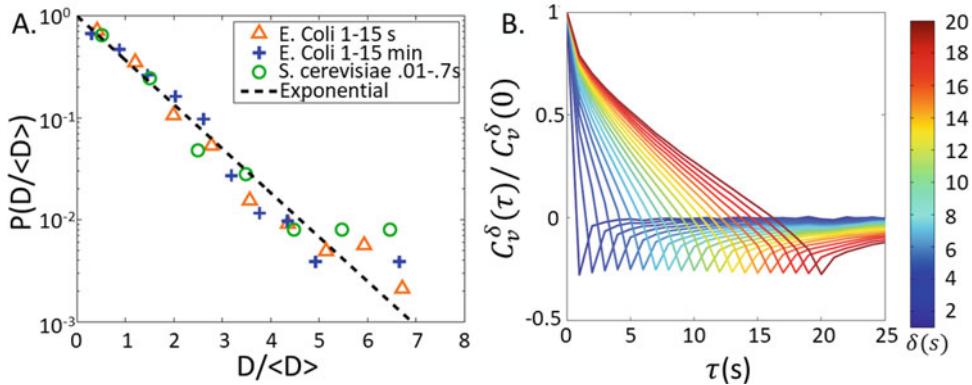 A.
10⁰
10⁻¹
10⁻²
10⁻³
P(D/<D>)
0 1 2 3 4 5 6 7 8
D/<D>
E. Coli 1-15 s
E. Coli 1-15 min
S. cerevisiae .01-.7s
Exponential
B.
1
0.5
0
-0.5
C_v^δ(τ) / C_v^δ(0)
0 5 10 15 20 25
τ(s)
20
18
16
14
12
10
8
6
4
2
δ(s)